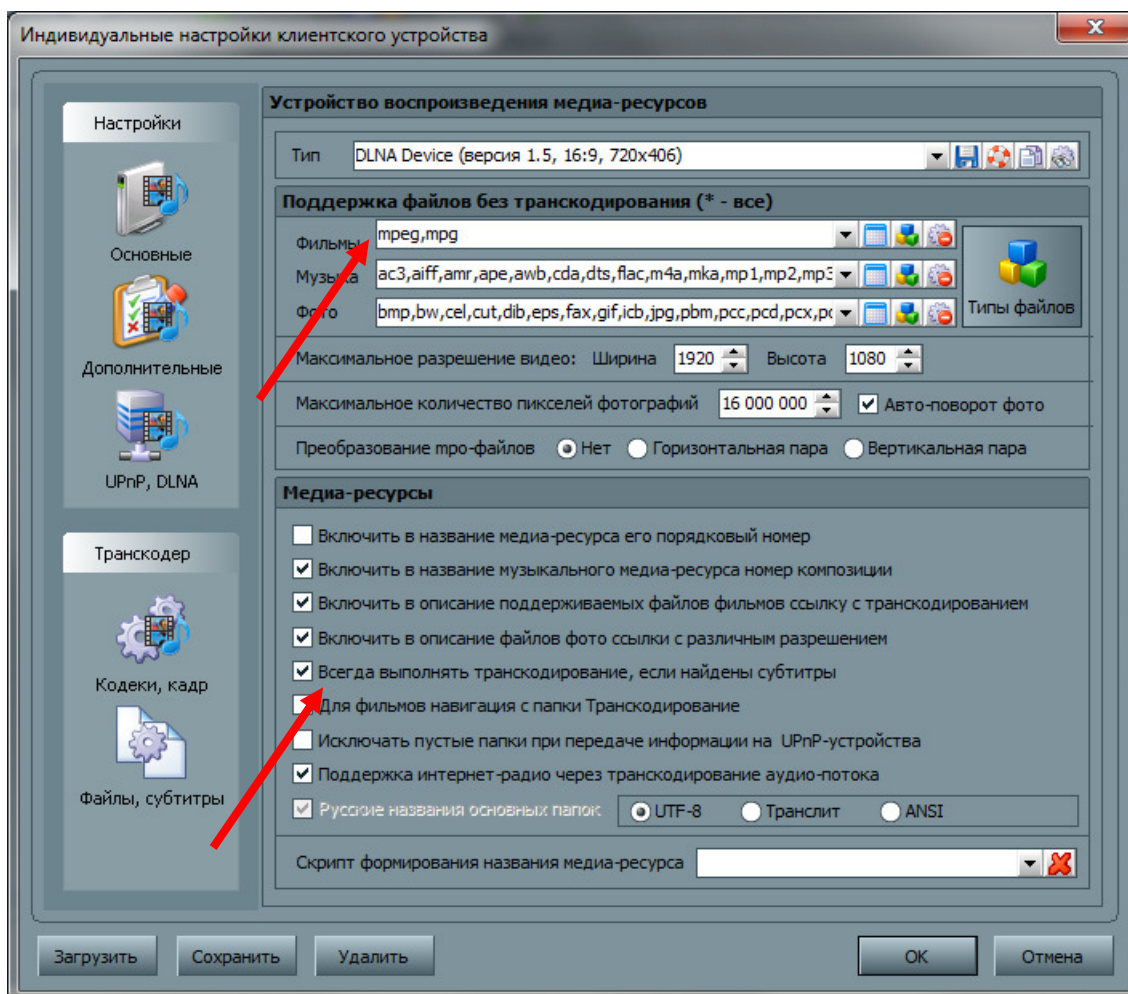 Индивидуальные настройки клиентского устройства
Настройки
Основные
Дополнительные
UPnP, DLNA
Транскодер
Кодеки, кадр
Файлы, субтитры
Устройство воспроизведения медиа-ресурсов
Тип DLNA Device (версия 1.5, 16:9, 720x406)
Поддержка файлов без транскодирования (* - все)
Фильмы mpeg,mpg
Музыка ac3,aiff,amr,ape,awb,cda,dts,flac,m4a,mka,mp1,mp2,mp3
Фото bmp,bw,cel,cut,dib,eps,fax,gif,icb,jpg,pbm,pcc,pcd,pcx
Типы файлов
Максимальное разрешение видео: Ширина 1920 Высота 1080
Максимальное количество пикселей фотографий 16 000 000 Авто-поворот фото
Преобразование mpo-файлов Нет Горизонтальная пара Вертикальная пара
Медиа-ресурсы
Включить в название медиа-ресурса его порядковый номер
Включить в название музыкального медиа-ресурса номер композиции
Включить в описание поддерживаемых файлов фильмов ссылку с транскодированием
Включить в описание файлов фото ссылки с различным разрешением
Всегда выполнять транскодирование, если найдены субтитры
Для фильмов навигация с папки Транскодирование
Исключать пустые папки при передаче информации на UPnP-устройства
Поддержка интернет-радио через транскодирование аудио-потока
Русские названия основных папок UTF-8 Транслит ANSI
Скрипт формирования названия медиа-ресурса
Загрузить Сохранить Удалить OK Отмена